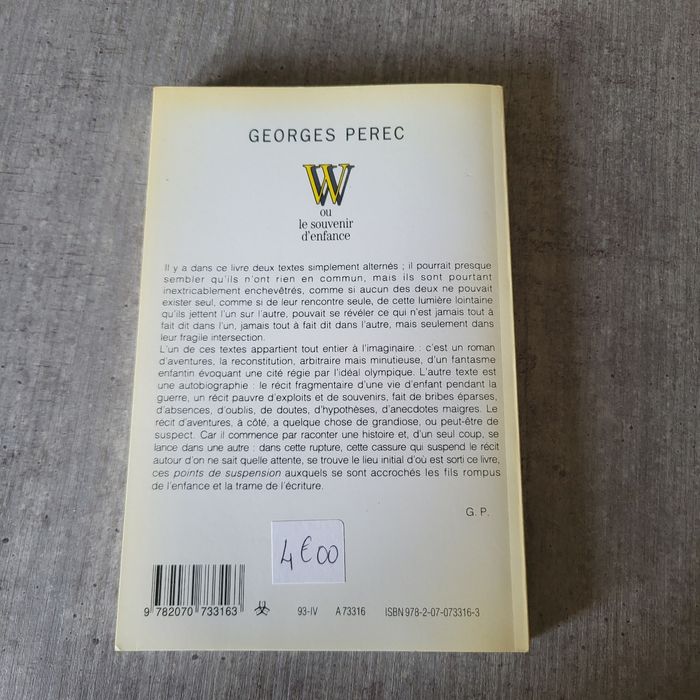 GEORGES PEREC
W
ou
le souvenir
d'enfance
Il y a dans ce livre deux textes simplement alternés ; il pourrait presque
sembler qu'ils n'ont rien en commun, mais ils sont pourtant
inextricablement enchevêtrés, comme si aucun des deux ne pouvait
exister seul, comme si de leur rencontre seule, de cette lumière lointaine
qu'ils jettent l'un sur l'autre, pouvait se révéler ce qui n'est jamais tout à
fait dit dans l'un, jamais tout à fait dit dans l'autre, mais seulement dans
leur fragile intersection.
L'un de ces textes appartient tout entier à l'imaginaire : c'est un roman
d'aventures, la reconstitution, arbitraire mais minutieuse, d'un fantasme
enfantin évoquant une cité régie par l'idéal olympique. L'autre texte est
une autobiographie : le récit fragmentaire d'une vie d'enfant pendant la
guerre, un récit pauvre d'exploits et de souvenirs, fait de bribes éparses,
d'absences, d'oublis, de doutes, d'hypothèses, d'anecdotes maigres. Le
récit d'aventures, à côté, a quelque chose de grandiose, ou peut-être de
suspect. Car il commence par raconter une histoire et, d'un seul coup, se
lance dans une autre : dans cette rupture, cette cassure qui suspend le récit
autour d'on ne sait quelle attente, se trouve le lieu initial d'où est sorti ce livre,
ces points de suspension auxquels se sont accrochés les fils rompus
de l'enfance et la trame de l'écriture.
G. P.
4€00
9 782070 733163
93-IV A 73316 ISBN 978-2-07-073316-3